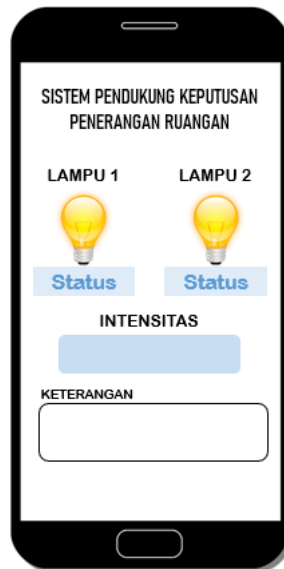 SISTEM PENDUKUNG KEPUTUSAN
PENERANGAN RUANGAN
LAMPU 1 LAMPU 2
Status Status
INTENSITAS
KETERANGAN